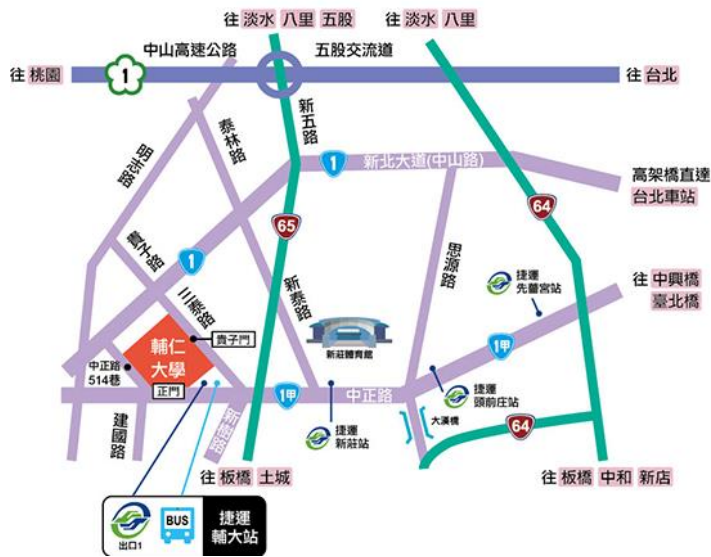 往 淡水 八里 五股
往 淡水 八里
中山高速公路
五股交流道
往 桃園
1
往 台北
明志路
泰林路
新五路
1
新北大道(中山路)
高架橋直達
台北車站
64
65
貴子路
1
三泰路
新泰路
思源路
捷運
先嗇宮站
往 中興橋
臺北橋
新莊體育館
輔仁
大學
貴子門
中正路
514巷
正門
1甲
中正路
1甲
捷運
頭前庄站
大漢橋
捷運
新莊站
建國路
新樹路
64
往 板橋 土城
往 板橋 中和 新店
出口1
BUS
捷運
輔大站